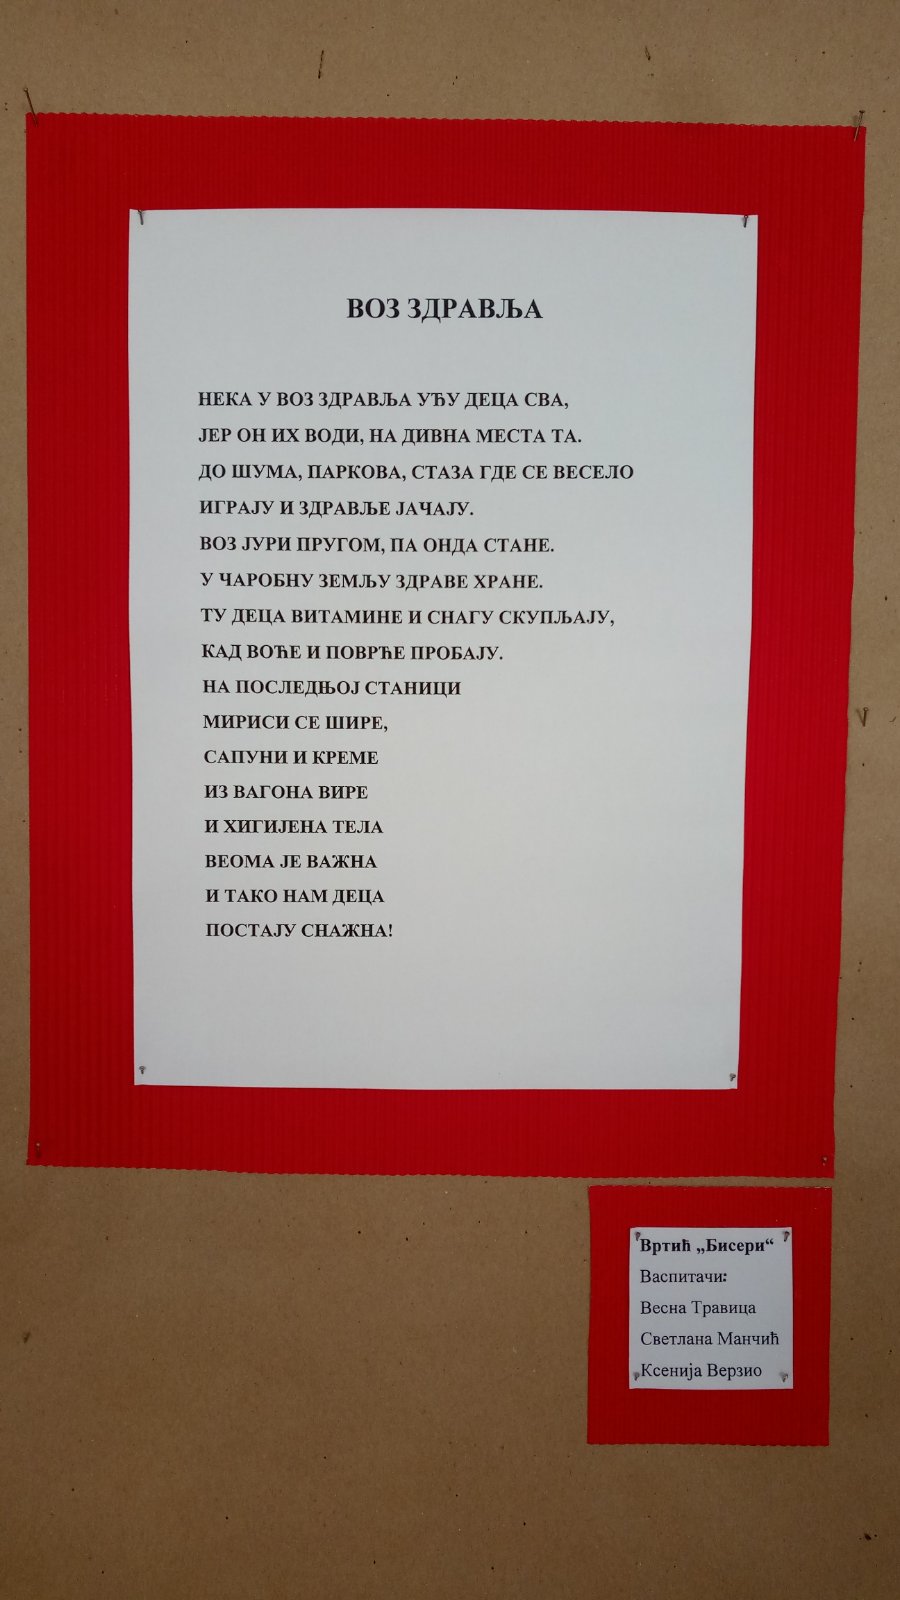 ВОЗ ЗДРАВЉА
НЕКА У ВОЗ ЗДРАВЉА УЂУ ДЕЦА СВА,
ЈЕР ОН ИХ ВОДИ, НА ДИВНА МЕСТА ТА.
ДО ШУМА, ПАРКОВА, СТАЗА ГДЕ СЕ ВЕСЕЛО
ИГРАЈУ И ЗДРАВЉЕ ЈАЧАЈУ.
ВОЗ ЈУРИ ПРУГОМ, ПА ОНДА СТАНЕ.
У ЧАРОБНУ ЗЕМЉУ ЗДРАВЕ ХРАНЕ.
ТУ ДЕЦА ВИТАМИНЕ И СНАГУ СКУПЉАЈУ,
КАД ВОЋЕ И ПОВРЋЕ ПРОБАЈУ.
НА ПОСЛЕДЊОЈ СТАНИЦИ
МИРИСИ СЕ ШИРЕ,
САПУНИ И КРЕМЕ
ИЗ ВАГОНА ВИРЕ
И ХИГИЈЕНА ТЕЛА
ВЕОМА ЈЕ ВАЖНА
И ТАКО НАМ ДЕЦА
ПОСТАЈУ СНАЖНА!
Вртић „Бисери“
Васпитачи:
Весна Травица
Светлана Манчић
Ксенија Верзио